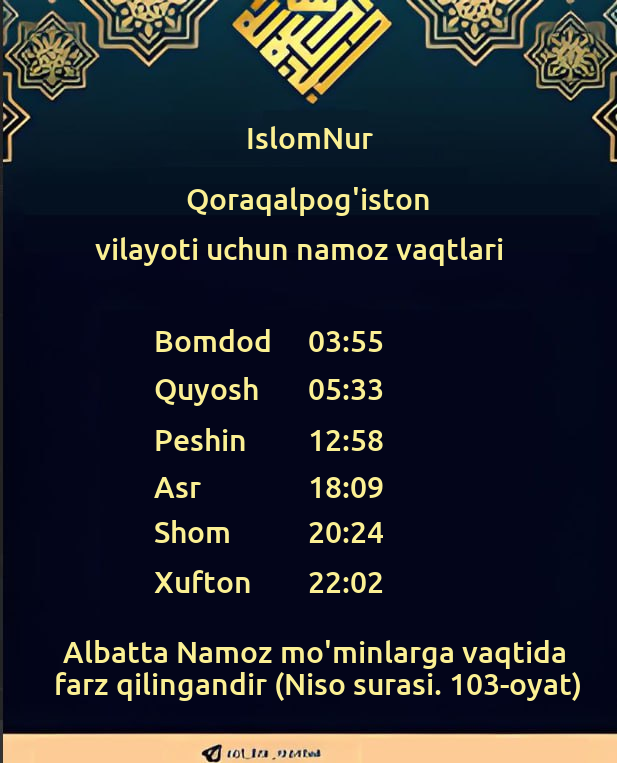 IslomNur
Qoraqalpog'iston
vilayoti uchun namoz vaqtlari
Bomdod 03:55
Quyosh 05:33
Peshin 12:58
Asr 18:09
Shom 20:24
Xufton 22:02
Albatta Namoz mo'minlarga vaqtida
farz qilingandir (Niso surasi. 103-oyat)